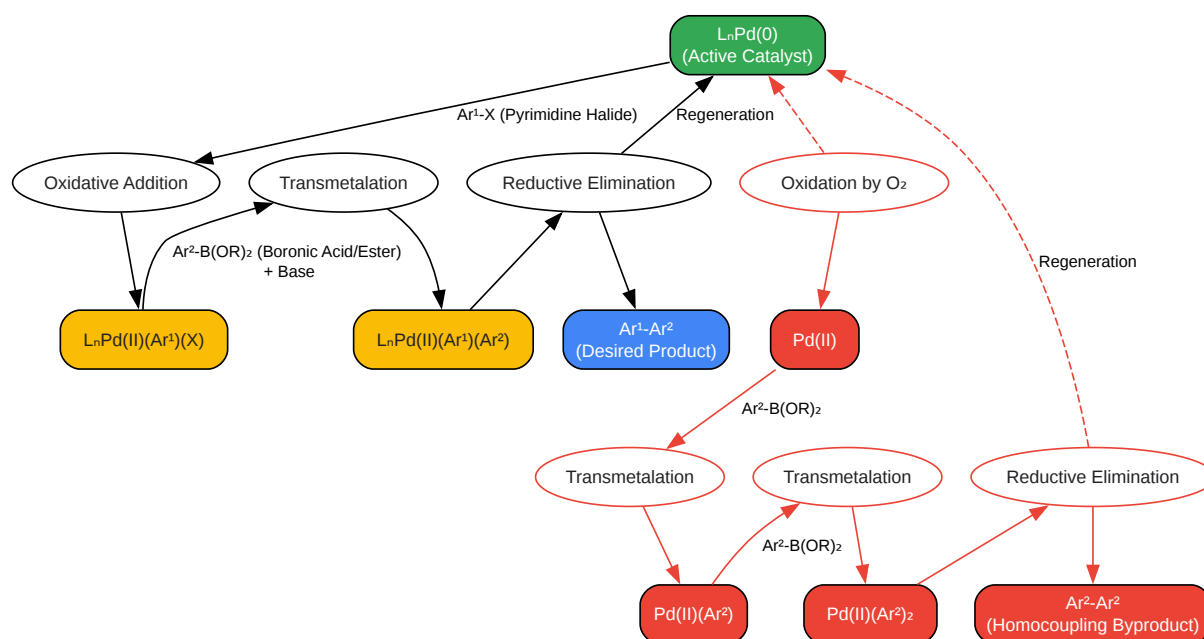 LₙPd(0)
(Active Catalyst)
Ar¹-X (Pyrimidine Halide)
Regeneration
Oxidative Addition
Transmetalation
Reductive Elimination
Oxidation by O₂
Ar²-B(OR)₂ (Boronic Acid/Ester)
+ Base
Regeneration
LₙPd(II)(Ar¹)(X)
LₙPd(II)(Ar¹)(Ar²)
Ar¹-Ar²
(Desired Product)
Pd(II)
Ar²-B(OR)₂
Transmetalation
Transmetalation
Reductive Elimination
Ar²-B(OR)₂
Pd(II)(Ar²)
Pd(II)(Ar²)₂
Ar²-Ar²
(Homocoupling Byproduct)